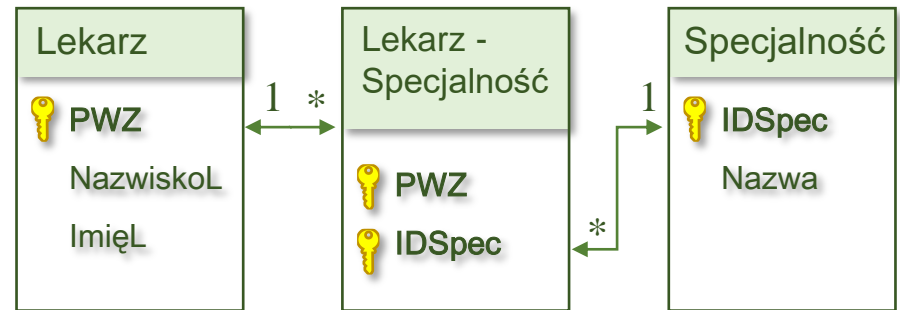 Lekarz
PWZ
NazwiskoL
ImięL
1 *
Lekarz -
Specjalność
PWZ
IDSpec
1
*
Specjalność
IDSpec
Nazwa